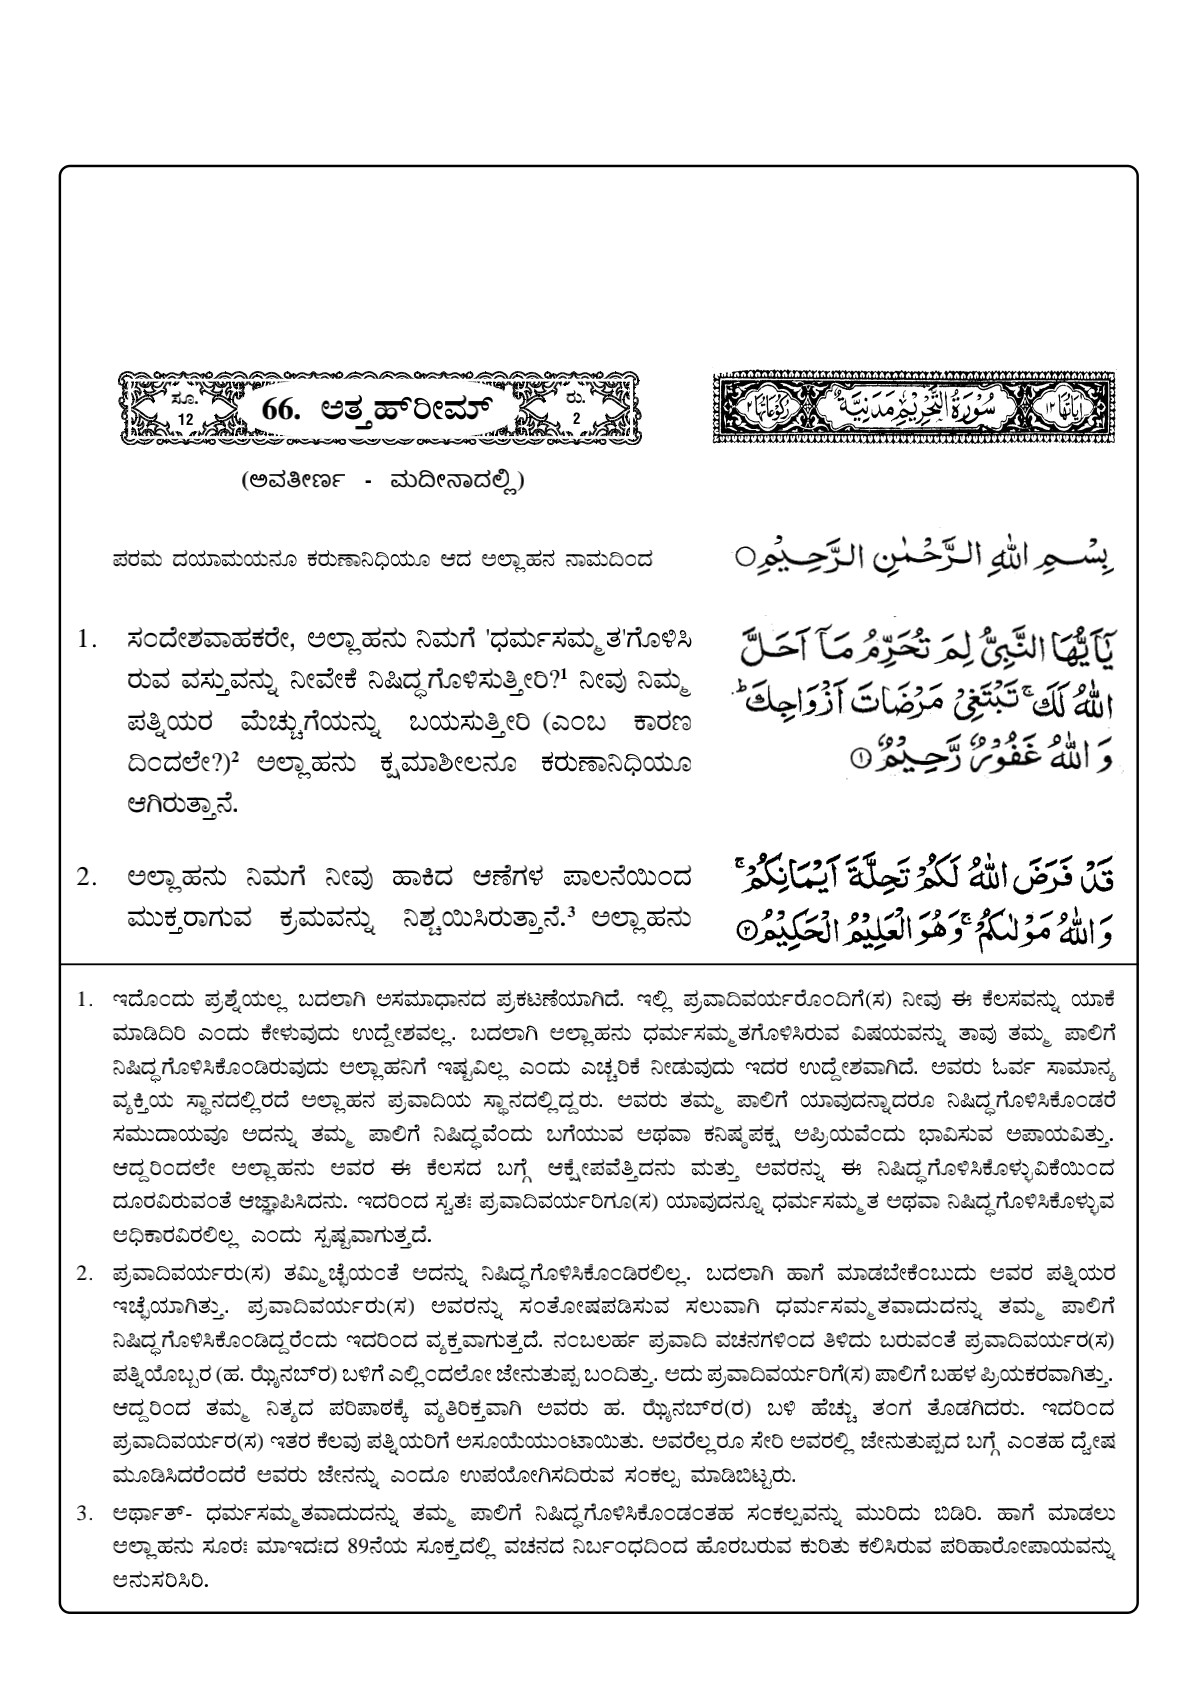 ಸೂ.
12
66. ಅತ್ತಹ್‌ರೀಮ್
ರು.
2
اٰیَاتُهَا ١٢
سُوْرَةُ التَّحْرِيْمِ مَدَنِيَّةٌ
رُكُوْعَاتُهَا ٢
(ಅವತೀರ್ಣ - ಮದೀನಾದಲ್ಲಿ)
ಪರಮ ದಯಾಮಯನೂ ಕರುಣಾನಿಧಿಯೂ ಆದ ಅಲ್ಲಾಹನ ನಾಮದಿಂದ
بِسْمِ اللّٰهِ الرَّحْمٰنِ الرَّحِيْمِ○
1. ಸಂದೇಶವಾಹಕರೇ, ಅಲ್ಲಾಹನು ನಿಮಗೆ 'ಧರ್ಮಸಮ್ಮತ'ಗೊಳಿಸಿ
ರುವ ವಸ್ತುವನ್ನು ನೀವೇಕೆ ನಿಷಿದ್ಧಗೊಳಿಸುತ್ತೀರಿ?¹ ನೀವು ನಿಮ್ಮ
ಪತ್ನಿಯರ ಮೆಚ್ಚುಗೆಯನ್ನು ಬಯಸುತ್ತೀರಿ (ಎಂಬ ಕಾರಣ
ದಿಂದಲೇ?)² ಅಲ್ಲಾಹನು ಕ್ಷಮಾಶೀಲನೂ ಕರುಣಾನಿಧಿಯೂ
ಆಗಿರುತ್ತಾನೆ.
يٰۤاَيُّهَا النَّبِيُّ لِمَ تُحَرِّمُ مَاۤ اَحَلَّ
اللّٰهُ لَكَ ۚ تَبْتَغِيْ مَرْضَاتَ اَزْوَاجِكَ ؕ
وَ اللّٰهُ غَفُوْرٌ رَّحِيْمٌ ①
2. ಅಲ್ಲಾಹನು ನಿಮಗೆ ನೀವು ಹಾಕಿದ ಆಣೆಗಳ ಪಾಲನೆಯಿಂದ
ಮುಕ್ತರಾಗುವ ಕ್ರಮವನ್ನು ನಿಶ್ಚಯಿಸಿರುತ್ತಾನೆ.³ ಅಲ್ಲಾಹನು
قَدْ فَرَضَ اللّٰهُ لَكُمْ تَحِلَّةَ اَيْمَانِكُمْ ۚ
وَ اللّٰهُ مَوْلٰىكُمْ ۚ وَهُوَ الْعَلِيْمُ الْحَكِيْمُ ②
1. ಇದೊಂದು ಪ್ರಶ್ನೆಯಲ್ಲ ಬದಲಾಗಿ ಅಸಮಾಧಾನದ ಪ್ರಕಟಣೆಯಾಗಿದೆ. ಇಲ್ಲಿ ಪ್ರವಾದಿವರ್ಯರೊಂದಿಗೆ(ಸ) ನೀವು ಈ ಕೆಲಸವನ್ನು ಯಾಕೆ
ಮಾಡಿದಿರಿ ಎಂದು ಕೇಳುವುದು ಉದ್ದೇಶವಲ್ಲ. ಬದಲಾಗಿ ಅಲ್ಲಾಹನು ಧರ್ಮಸಮ್ಮತಗೊಳಿಸಿರುವ ವಿಷಯವನ್ನು ತಾವು ತಮ್ಮ ಪಾಲಿಗೆ
ನಿಷಿದ್ಧಗೊಳಿಸಿಕೊಂಡಿರುವುದು ಅಲ್ಲಾಹನಿಗೆ ಇಷ್ಟವಿಲ್ಲ ಎಂದು ಎಚ್ಚರಿಕೆ ನೀಡುವುದು ಇದರ ಉದ್ದೇಶವಾಗಿದೆ. ಅವರು ಓರ್ವ ಸಾಮಾನ್ಯ
ವ್ಯಕ್ತಿಯ ಸ್ಥಾನದಲ್ಲಿರದೆ ಅಲ್ಲಾಹನ ಪ್ರವಾದಿಯ ಸ್ಥಾನದಲ್ಲಿದ್ದರು. ಅವರು ತಮ್ಮ ಪಾಲಿಗೆ ಯಾವುದನ್ನಾದರೂ ನಿಷಿದ್ಧಗೊಳಿಸಿಕೊಂಡರೆ
ಸಮುದಾಯವೂ ಅದನ್ನು ತಮ್ಮ ಪಾಲಿಗೆ ನಿಷಿದ್ಧವೆಂದು ಬಗೆಯುವ ಅಥವಾ ಕನಿಷ್ಠಪಕ್ಷ ಅಪ್ರಿಯವೆಂದು ಭಾವಿಸುವ ಅಪಾಯವಿತ್ತು.
ಆದ್ದರಿಂದಲೇ ಅಲ್ಲಾಹನು ಅವರ ಈ ಕೆಲಸದ ಬಗ್ಗೆ ಆಕ್ಷೇಪವೆತ್ತಿದನು ಮತ್ತು ಅವರನ್ನು ಈ ನಿಷಿದ್ಧಗೊಳಿಸಿಕೊಳ್ಳುವಿಕೆಯಿಂದ
ದೂರವಿರುವಂತೆ ಆಜ್ಞಾಪಿಸಿದನು. ಇದರಿಂದ ಸ್ವತಃ ಪ್ರವಾದಿವರ್ಯರಿಗೂ(ಸ) ಯಾವುದನ್ನೂ ಧರ್ಮಸಮ್ಮತ ಅಥವಾ ನಿಷಿದ್ಧಗೊಳಿಸಿಕೊಳ್ಳುವ
ಅಧಿಕಾರವಿರಲಿಲ್ಲ ಎಂದು ಸ್ಪಷ್ಟವಾಗುತ್ತದೆ.
2. ಪ್ರವಾದಿವರ್ಯರು(ಸ) ತಮ್ಮಿಚ್ಛೆಯಂತೆ ಅದನ್ನು ನಿಷಿದ್ಧಗೊಳಿಸಿಕೊಂಡಿರಲಿಲ್ಲ. ಬದಲಾಗಿ ಹಾಗೆ ಮಾಡಬೇಕೆಂಬುದು ಅವರ ಪತ್ನಿಯರ
ಇಚ್ಛೆಯಾಗಿತ್ತು. ಪ್ರವಾದಿವರ್ಯರು(ಸ) ಅವರನ್ನು ಸಂತೋಷಪಡಿಸುವ ಸಲುವಾಗಿ ಧರ್ಮಸಮ್ಮತವಾದುದನ್ನು ತಮ್ಮ ಪಾಲಿಗೆ
ನಿಷಿದ್ಧಗೊಳಿಸಿಕೊಂಡಿದ್ದರೆಂದು ಇದರಿಂದ ವ್ಯಕ್ತವಾಗುತ್ತದೆ. ನಂಬಲರ್ಹ ಪ್ರವಾದಿ ವಚನಗಳಿಂದ ತಿಳಿದು ಬರುವಂತೆ ಪ್ರವಾದಿವರ್ಯರ(ಸ)
ಪತ್ನಿಯೊಬ್ಬರ (ಹ. ಝೈನಬ್‌ರ) ಬಳಿಗೆ ಎಲ್ಲಿಂದಲೋ ಜೇನುತುಪ್ಪ ಬಂದಿತ್ತು. ಅದು ಪ್ರವಾದಿವರ್ಯರಿಗೆ(ಸ) ಪಾಲಿಗೆ ಬಹಳ ಪ್ರಿಯಕರವಾಗಿತ್ತು.
ಆದ್ದರಿಂದ ತಮ್ಮ ನಿತ್ಯದ ಪರಿಪಾಠಕ್ಕೆ ವ್ಯತಿರಿಕ್ತವಾಗಿ ಅವರು ಹ. ಝೈನಬ್‌ರ(ರ) ಬಳಿ ಹೆಚ್ಚು ತಂಗ ತೊಡಗಿದರು. ಇದರಿಂದ
ಪ್ರವಾದಿವರ್ಯರ(ಸ) ಇತರ ಕೆಲವು ಪತ್ನಿಯರಿಗೆ ಅಸೂಯೆಯುಂಟಾಯಿತು. ಅವರೆಲ್ಲರೂ ಸೇರಿ ಅವರಲ್ಲಿ ಜೇನುತುಪ್ಪದ ಬಗ್ಗೆ ಎಂತಹ ದ್ವೇಷ
ಮೂಡಿಸಿದರೆಂದರೆ ಅವರು ಜೇನನ್ನು ಎಂದೂ ಉಪಯೋಗಿಸದಿರುವ ಸಂಕಲ್ಪ ಮಾಡಿಬಿಟ್ಟರು.
3. ಅರ್ಥಾತ್- ಧರ್ಮಸಮ್ಮತವಾದುದನ್ನು ತಮ್ಮ ಪಾಲಿಗೆ ನಿಷಿದ್ಧಗೊಳಿಸಿಕೊಂಡಂತಹ ಸಂಕಲ್ಪವನ್ನು ಮುರಿದು ಬಿಡಿರಿ. ಹಾಗೆ ಮಾಡಲು
ಅಲ್ಲಾಹನು ಸೂರಃ ಮಾಇದಃದ 89ನೆಯ ಸೂಕ್ತದಲ್ಲಿ ವಚನದ ನಿರ್ಬಂಧದಿಂದ ಹೊರಬರುವ ಕುರಿತು ಕಲಿಸಿರುವ ಪರಿಹಾರೋಪಾಯವನ್ನು
ಅನುಸರಿಸಿರಿ.